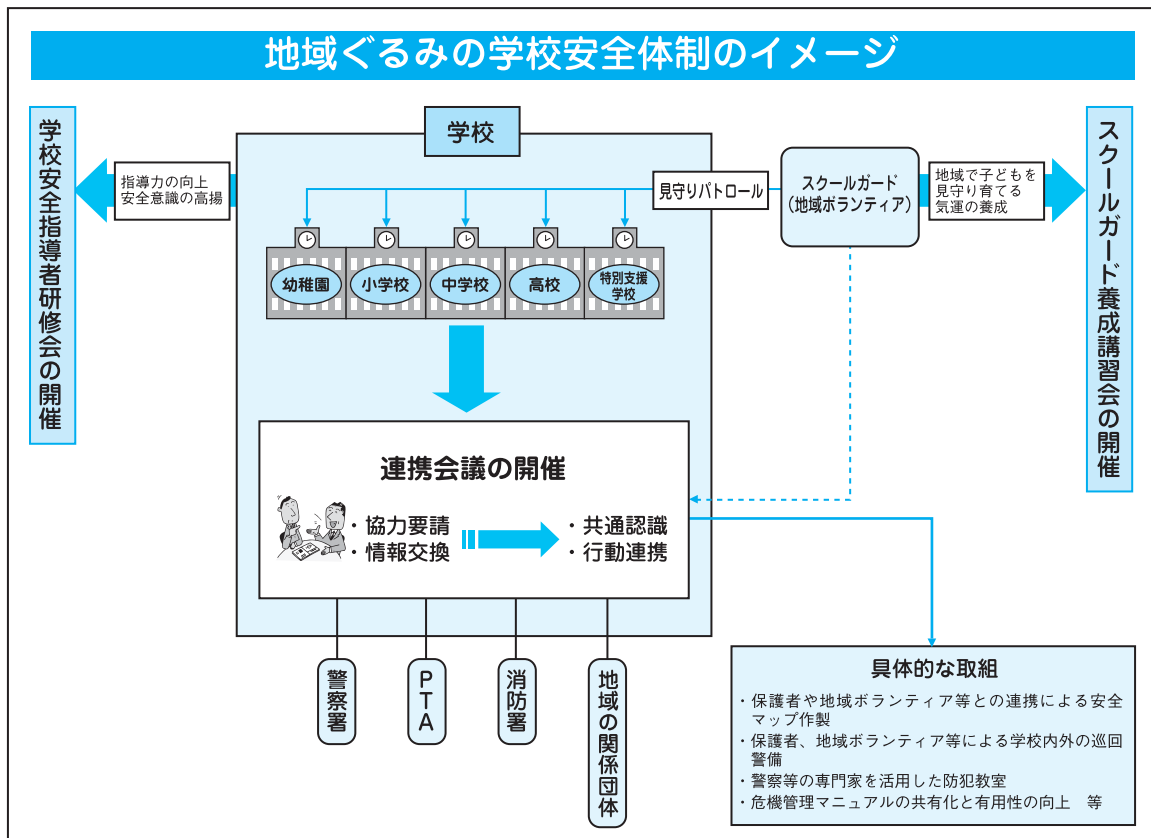 地域ぐるみの学校安全体制のイメージ
学校
学校安全指導者研修会の開催
指導力の向上
安全意識の高揚
見守りパトロール
スクールガード
（地域ボランティア）
地域で子どもを
見守り育てる
気運の養成
スクールガード養成講習会の開催
幼稚園
小学校
中学校
高校
特別支援
学校
連携会議の開催
・協力要請
・情報交換
・共通認識
・行動連携
警察署
PTA
消防署
地域の関係団体
具体的な取組
・保護者や地域ボランティア等との連携による安全
マップ作製
・保護者、地域ボランティア等による学校内外の巡回
警備
・警察等の専門家を活用した防犯教室
・危機管理マニュアルの共有化と有用性の向上　等